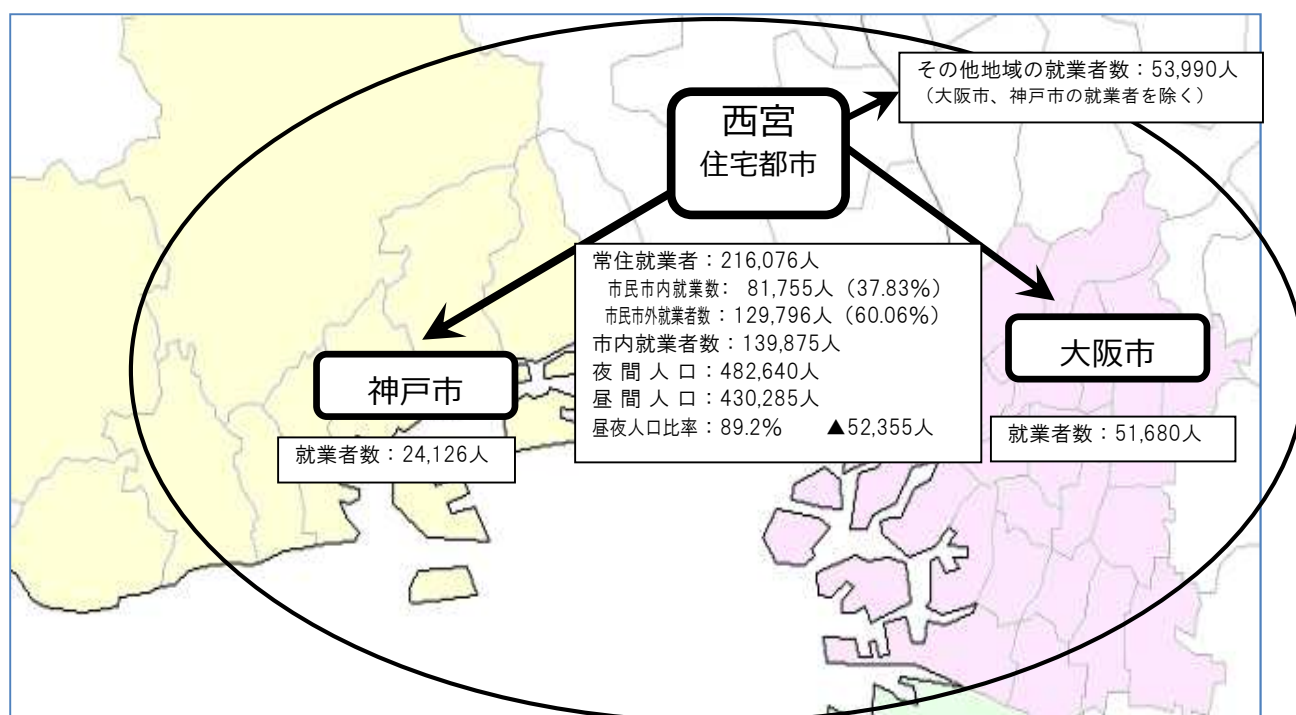 その他地域の就業者数：53,990人
（大阪市、神戸市の就業者を除く）
西宮
住宅都市
常住就業者：216,076人
市民市内就業数： 81,755人（37.83%）
市民市外就業者数：129,796人（60.06%）
市内就業者数：139,875人
夜 間 人 口：482,640人
昼 間 人 口：430,285人
昼夜人口比率：89.2%　▲52,355人
神戸市
就業者数：24,126人
大阪市
就業者数：51,680人